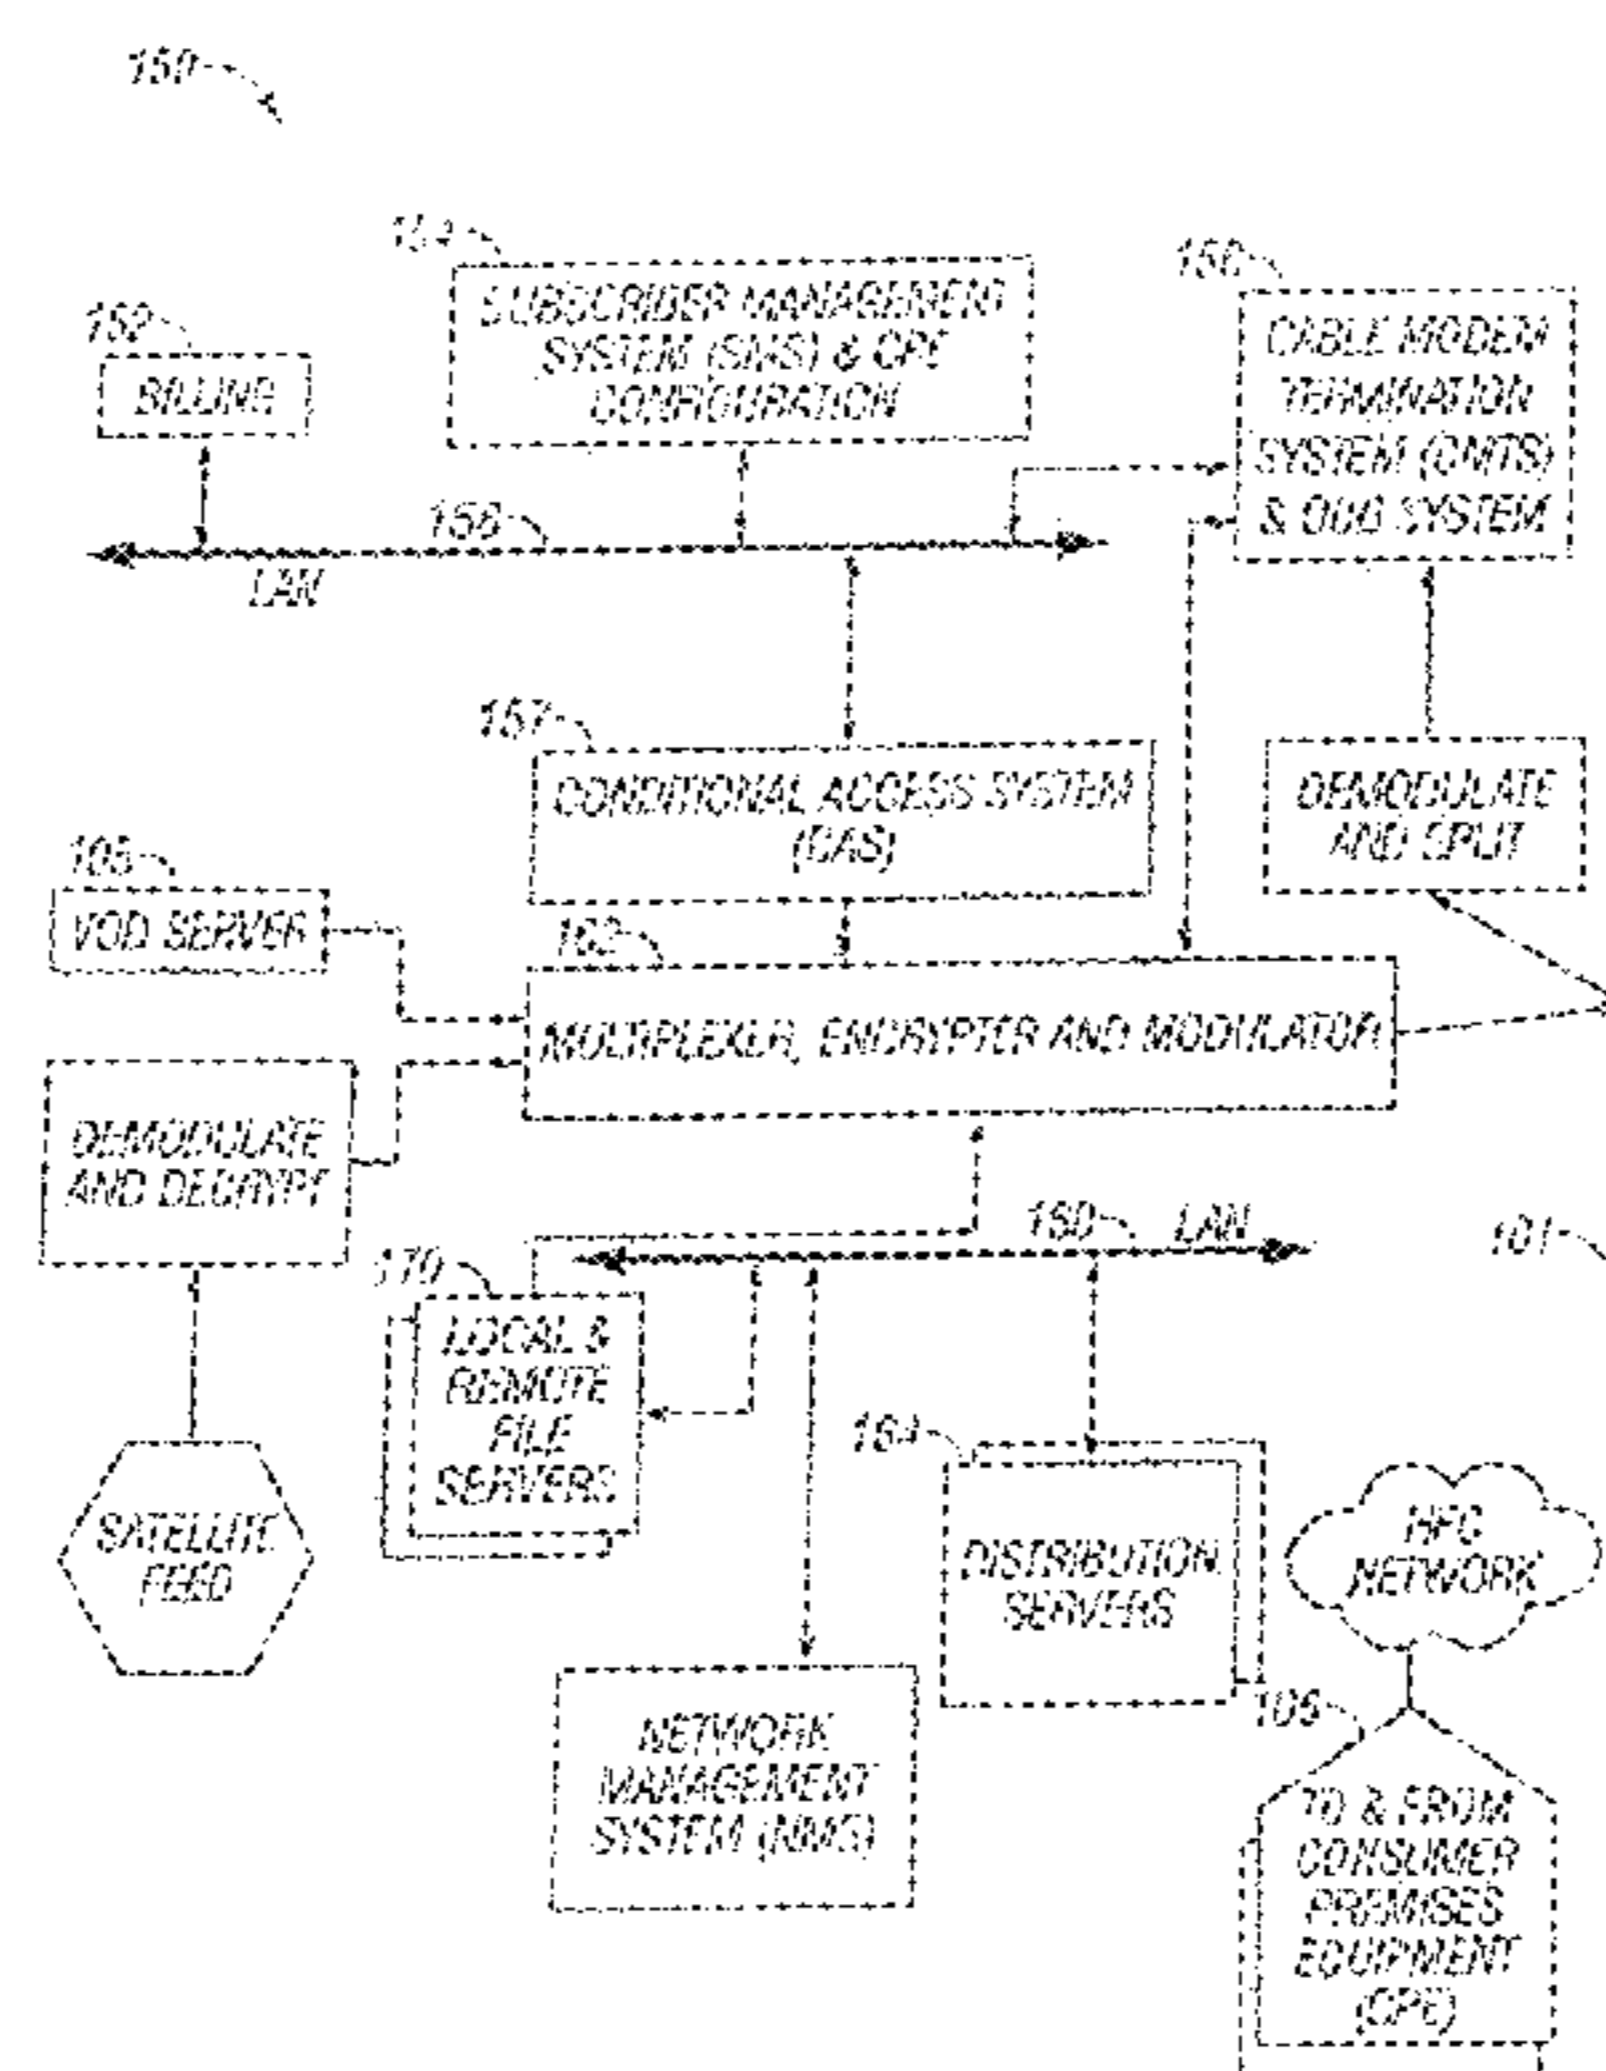 150
154
SUBSCRIBER MANAGEMENT
SYSTEM (SMS) & CPE
CONFIGURATION
152
BILLING
156
CABLE MODEM
TERMINATION
SYSTEM (CMTS)
& OOB SYSTEM
158
LAN
157
CONDITIONAL ACCESS SYSTEM
(CAS)
DEMODULATE
AND SPLIT
105
VOD SERVER
162
MULTIPLEXER, ENCRYPTER AND MODULATOR
DEMODULATE
AND DECRYPT
160
LAN
101
170
LOCAL &
REMOTE
FILE
SERVERS
164
DISTRIBUTION
SERVERS
HFC
NETWORK
SATELLITE
FEED
NETWORK
MANAGEMENT
SYSTEM (NMS)
106
TO & FROM
CONSUMER
PREMISES
EQUIPMENT
(CPE)